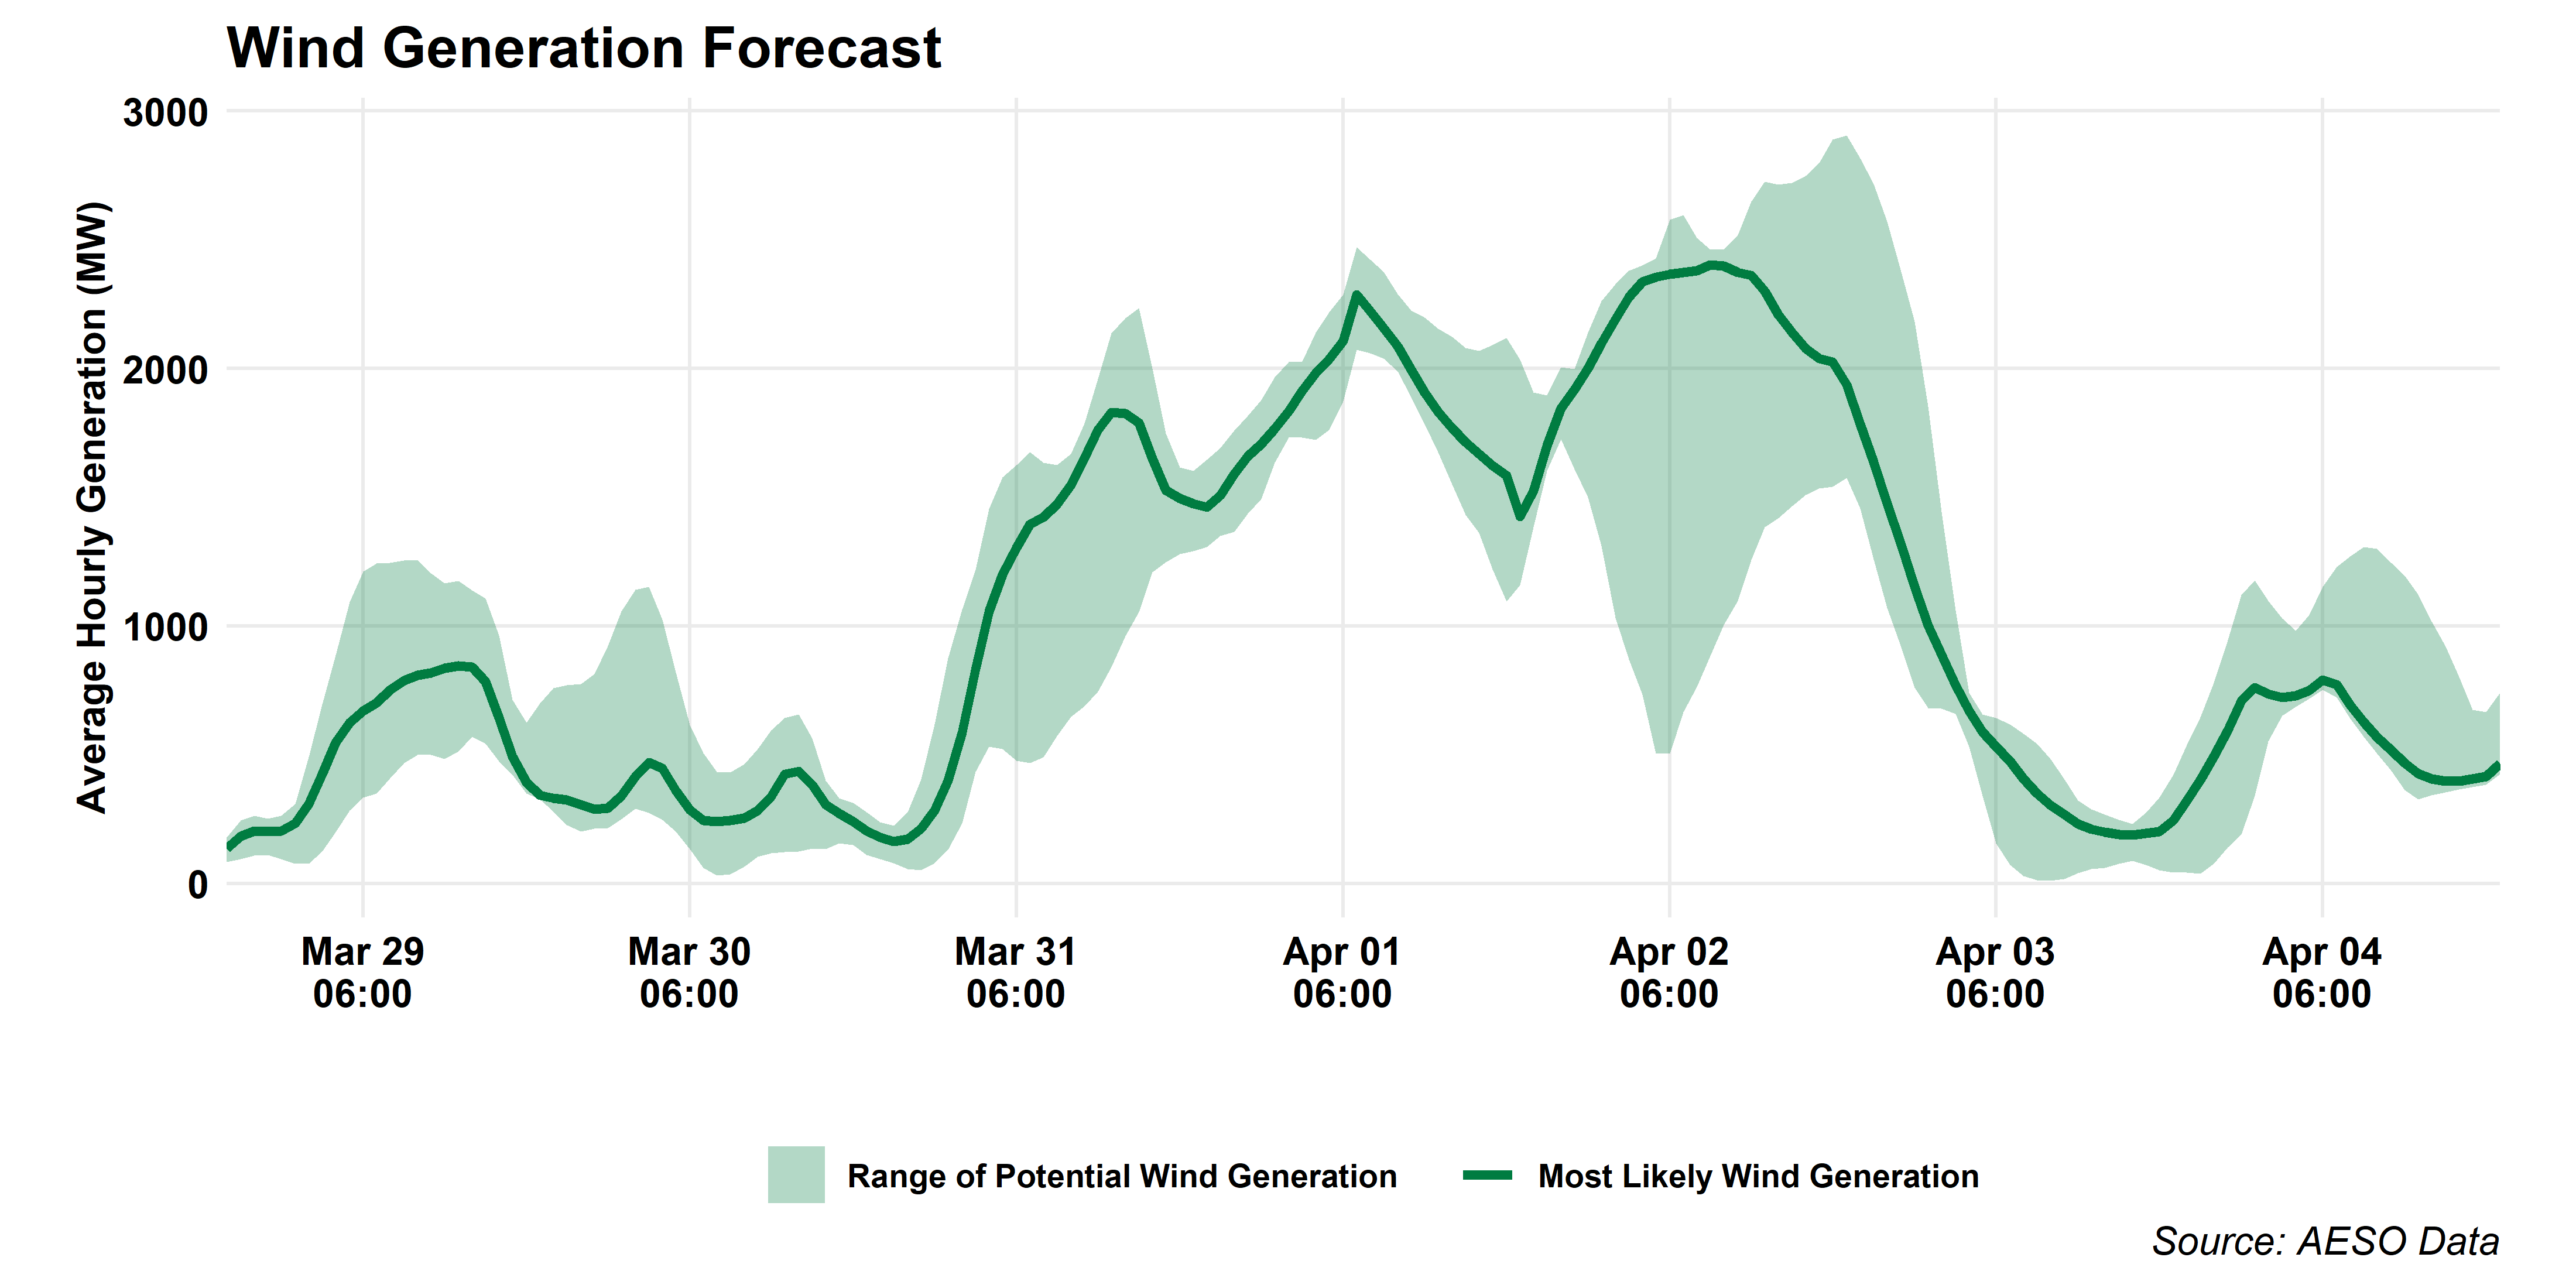 Wind Generation Forecast
Average Hourly Generation (MW)
3000
2000
1000
0
Mar 29
06:00
Mar 30
06:00
Mar 31
06:00
Apr 01
06:00
Apr 02
06:00
Apr 03
06:00
Apr 04
06:00
Range of Potential Wind Generation
Most Likely Wind Generation
Source: AESO Data